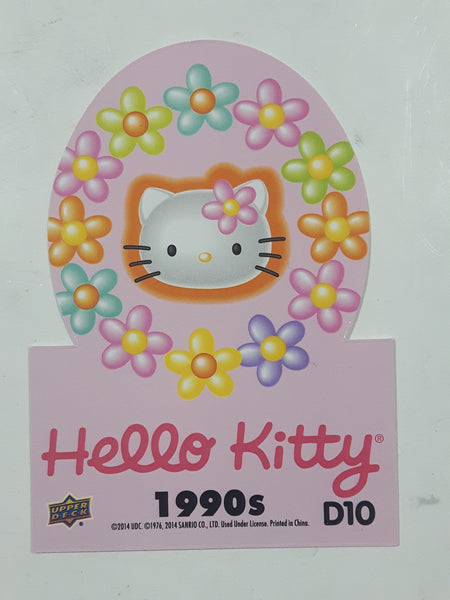 Hello Kitty®
1990s
UPPER
DECK
D10
©2014 UDC. ©1976, 2014 SANRIO CO., LTD. Used Under License. Printed in China.